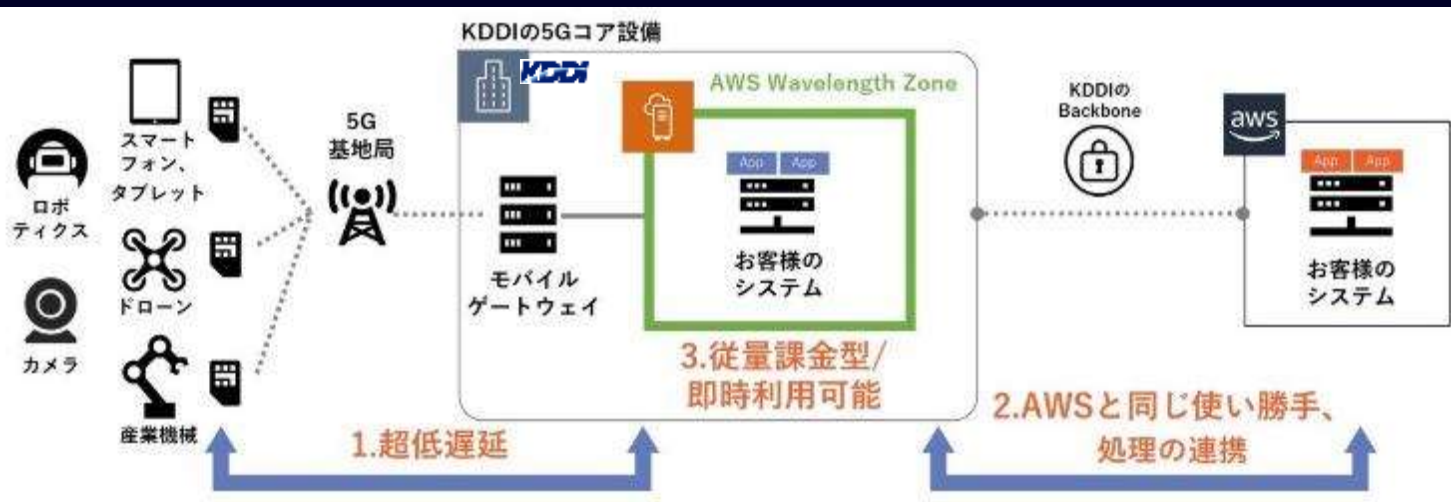 KDDIの5Gコア設備
KDDI
AWS Wavelength Zone
スマート
フォン、
タブレット
ロボ
ティクス
ドローン
カメラ
産業機械
5G
基地局
モバイル
ゲートウェイ
App App
お客様の
システム
KDDIの
Backbone
aws
App App
お客様の
システム
1.超低遅延
3.従量課金型/
即時利用可能
2.AWSと同じ使い勝手、
処理の連携